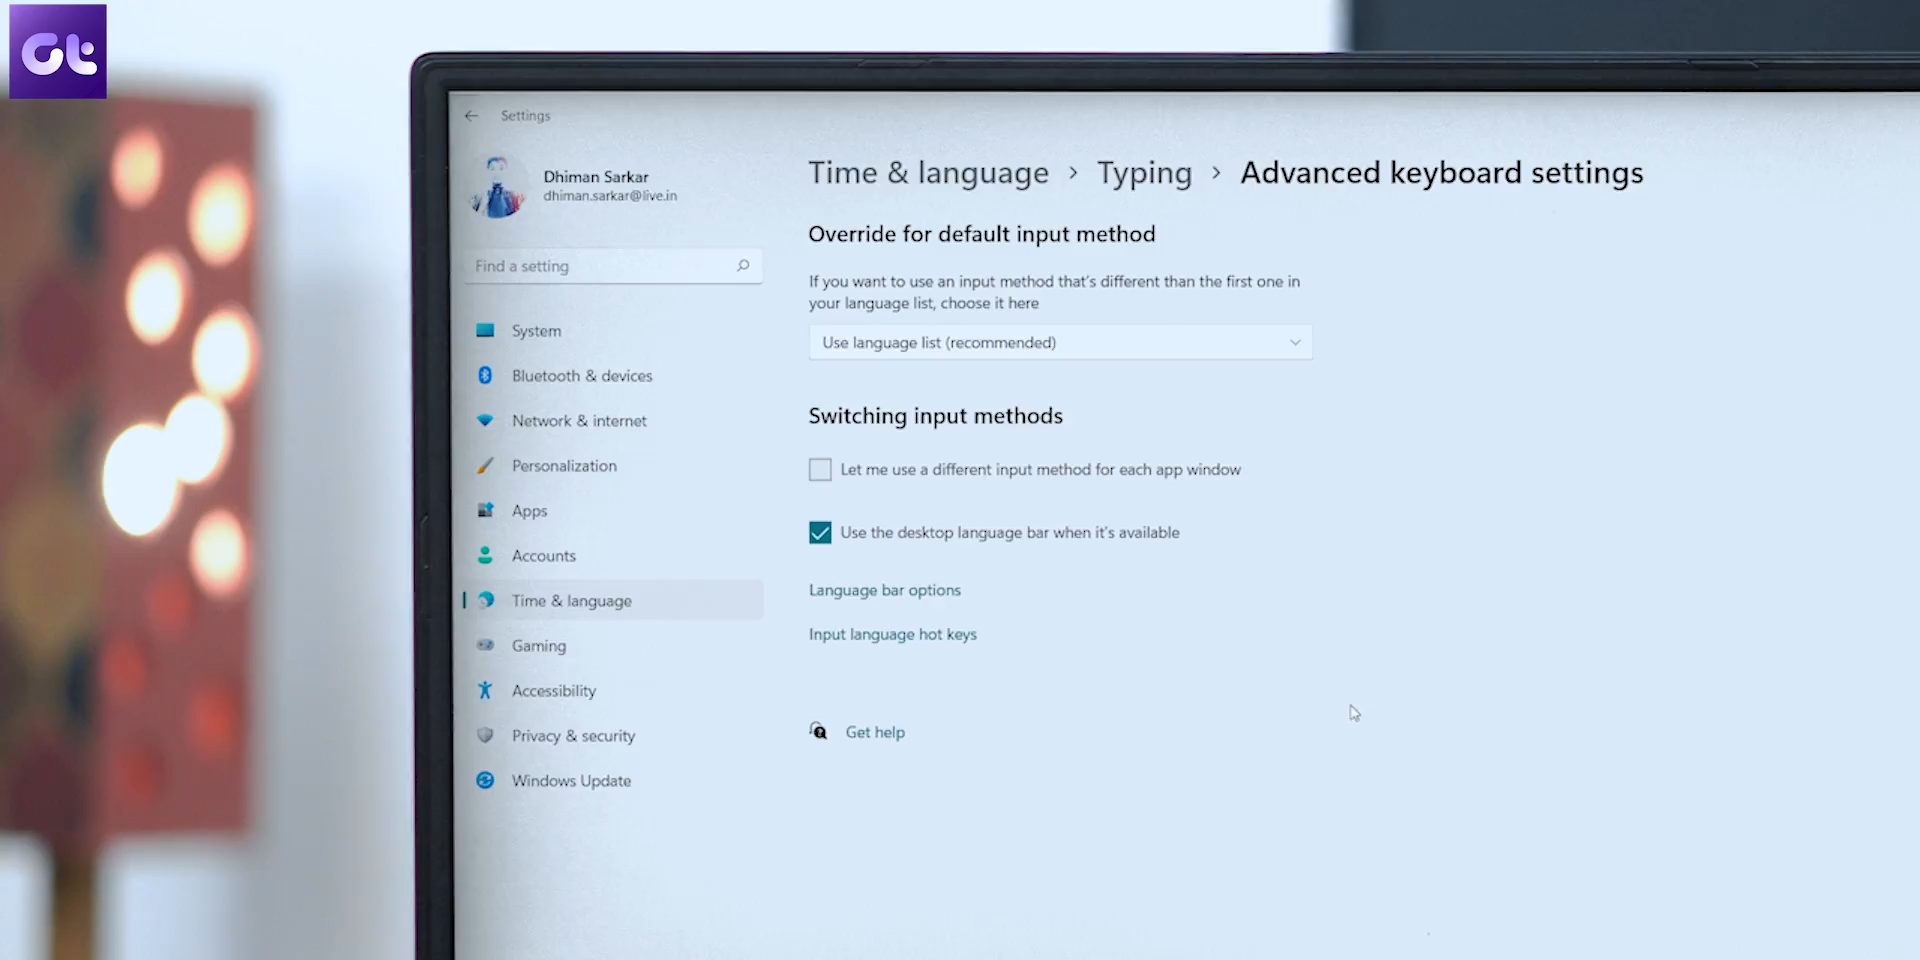 Gt
Settings
Dhiman Sarkar
dhiman.sarkar@live.in
Find a setting
System
Bluetooth & devices
Network & internet
Personalization
Apps
Accounts
Time & language
Gaming
Accessibility
Privacy & security
Windows Update
Time & language > Typing > Advanced keyboard settings
Override for default input method
If you want to use an input method that's different than the first one in
your language list, choose it here
Use language list (recommended)
Switching input methods
Let me use a different input method for each app window
Use the desktop language bar when it's available
Language bar options
Input language hot keys
Get help